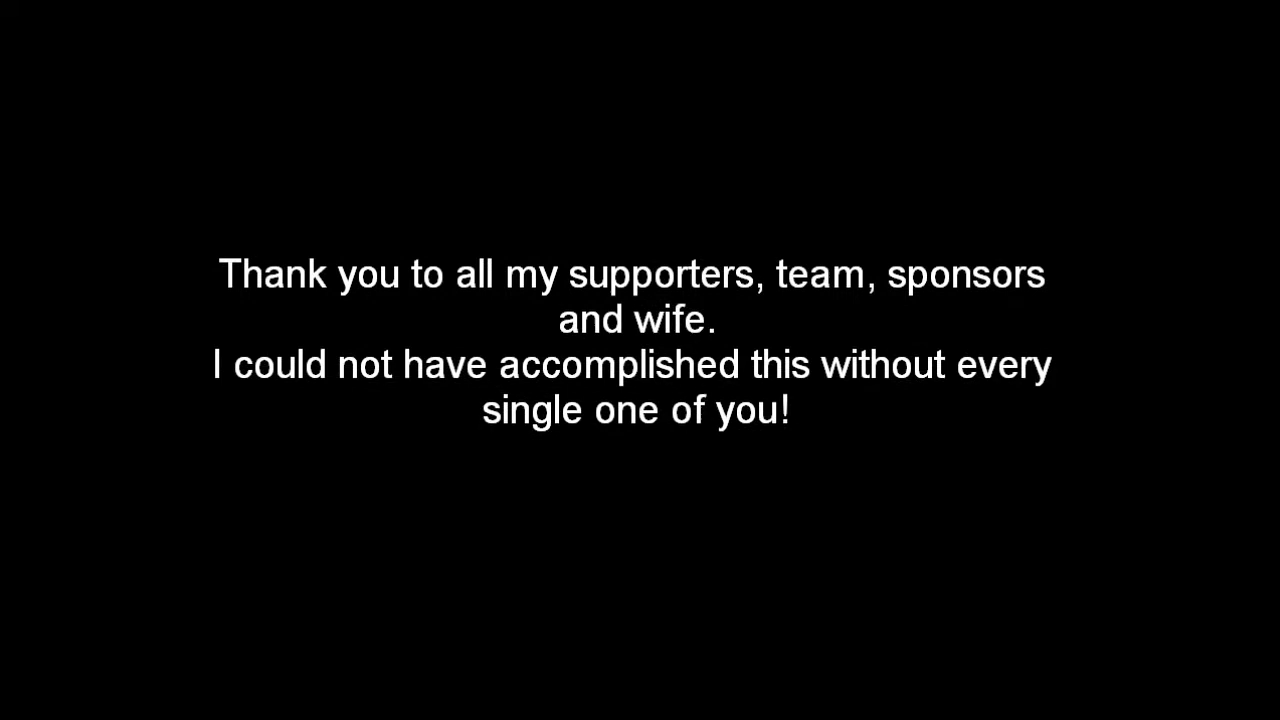 Thank you to all my supporters, team, sponsors
and wife.
I could not have accomplished this without every
single one of you!